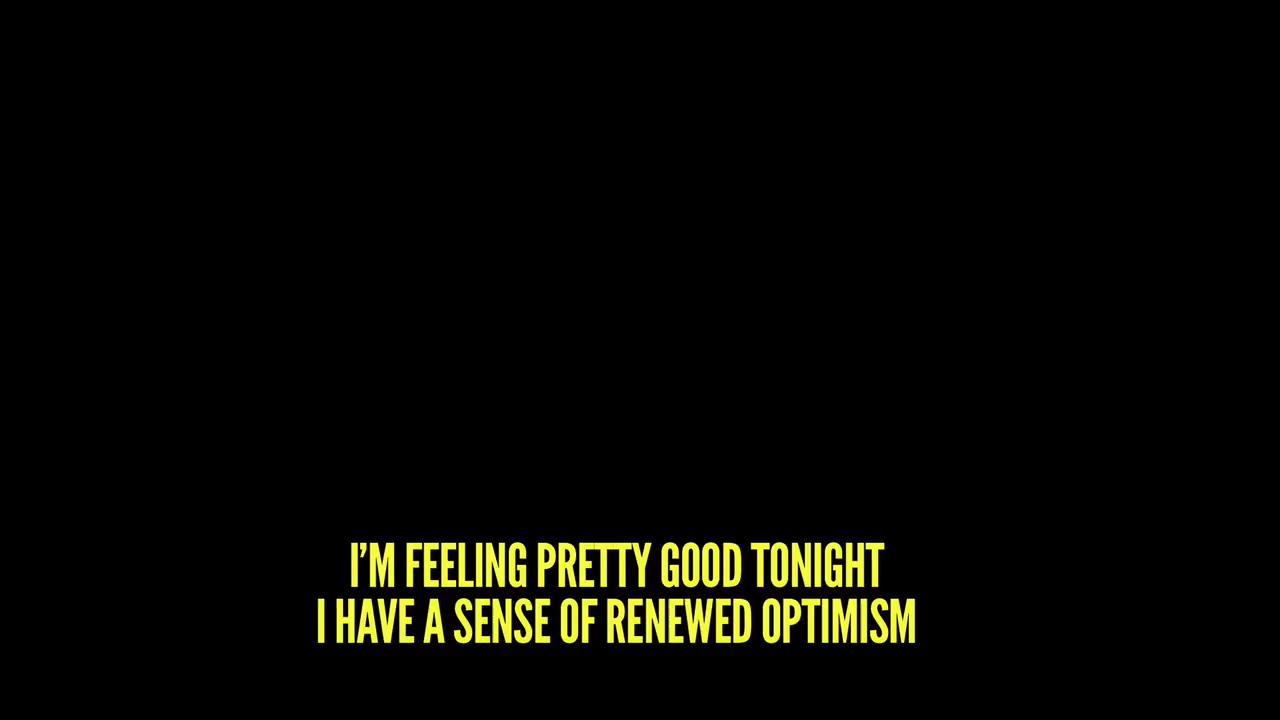 I’M FEELING PRETTY GOOD TONIGHT
I HAVE A SENSE OF RENEWED OPTIMISM